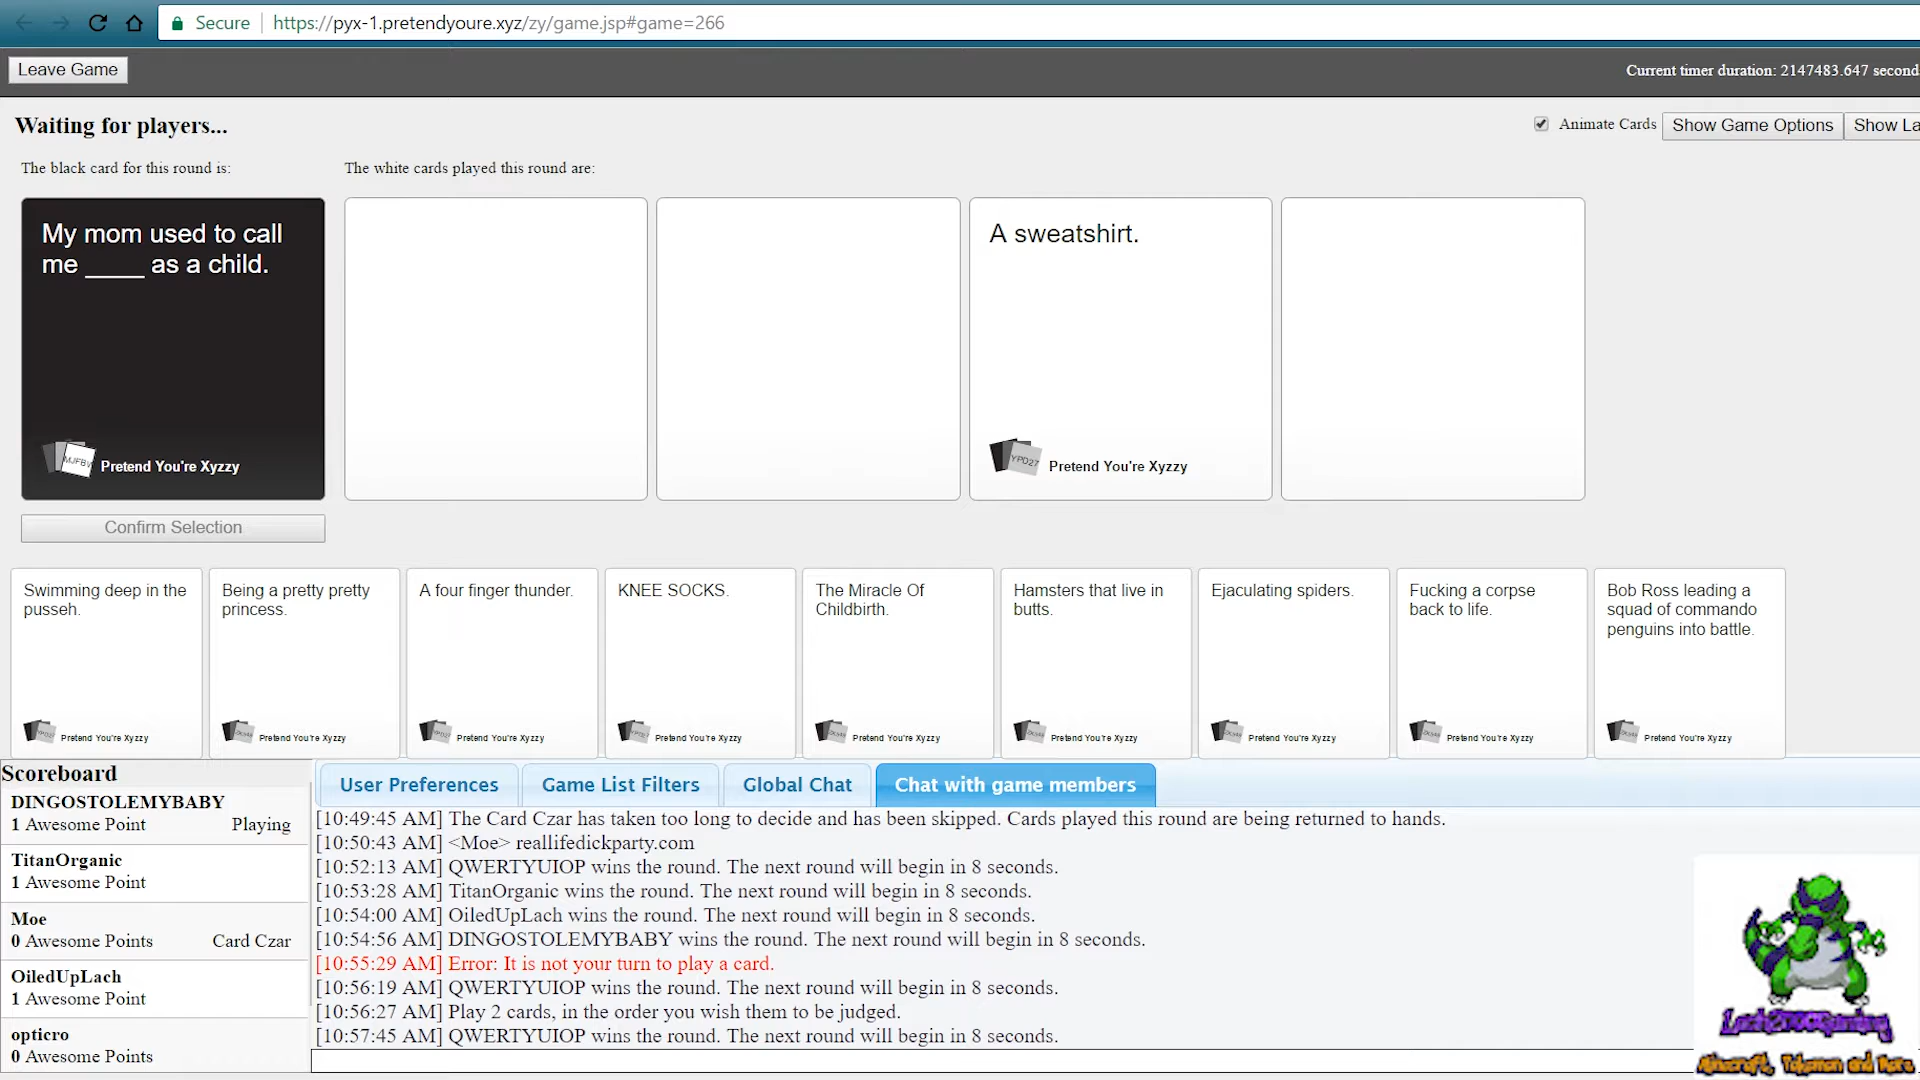 Secure
https://pyx-1.pretendyoure.xyz/zy/game.jsp#game=266
Leave Game
Current timer duration: 2147483.647 second
Waiting for players...
Animate Cards
Show Game Options
Show La
The black card for this round is:
The white cards played this round are:
My mom used to call
me ____ as a child.
A sweatshirt.
MJFBV
Pretend You're Xyzzy
YPD27
Pretend You're Xyzzy
Confirm Selection
Swimming deep in the
pusseh.
Being a pretty pretty
princess.
A four finger thunder.
KNEE SOCKS.
The Miracle Of
Childbirth.
Hamsters that live in
butts.
Ejaculating spiders.
Fucking a corpse
back to life.
Bob Ross leading a
squad of commando
penguins into battle.
Pretend You're Xyzzy
Pretend You're Xyzzy
Pretend You're Xyzzy
Pretend You're Xyzzy
Pretend You're Xyzzy
Pretend You're Xyzzy
Pretend You're Xyzzy
Pretend You're Xyzzy
Pretend You're Xyzzy
Scoreboard
DINGOSTOLEMYBABY
1 Awesome Point Playing
TitanOrganic
1 Awesome Point
Moe
0 Awesome Points Card Czar
OiledUpLach
1 Awesome Point
opticro
0 Awesome Points
User Preferences
Game List Filters
Global Chat
Chat with game members
[10:49:45 AM] The Card Czar has taken too long to decide and has been skipped. Cards played this round are being returned to hands.
[10:50:43 AM] <Moe> reallifedickparty.com
[10:52:13 AM] QWERTYUIOP wins the round. The next round will begin in 8 seconds.
[10:53:28 AM] TitanOrganic wins the round. The next round will begin in 8 seconds.
[10:54:00 AM] OiledUpLach wins the round. The next round will begin in 8 seconds.
[10:54:56 AM] DINGOSTOLEMYBABY wins the round. The next round will begin in 8 seconds.
[10:55:29 AM] Error: It is not your turn to play a card.
[10:56:19 AM] QWERTYUIOP wins the round. The next round will begin in 8 seconds.
[10:56:27 AM] Play 2 cards, in the order you wish them to be judged.
[10:57:45 AM] QWERTYUIOP wins the round. The next round will begin in 8 seconds.
Minecraft, Pokemon and More